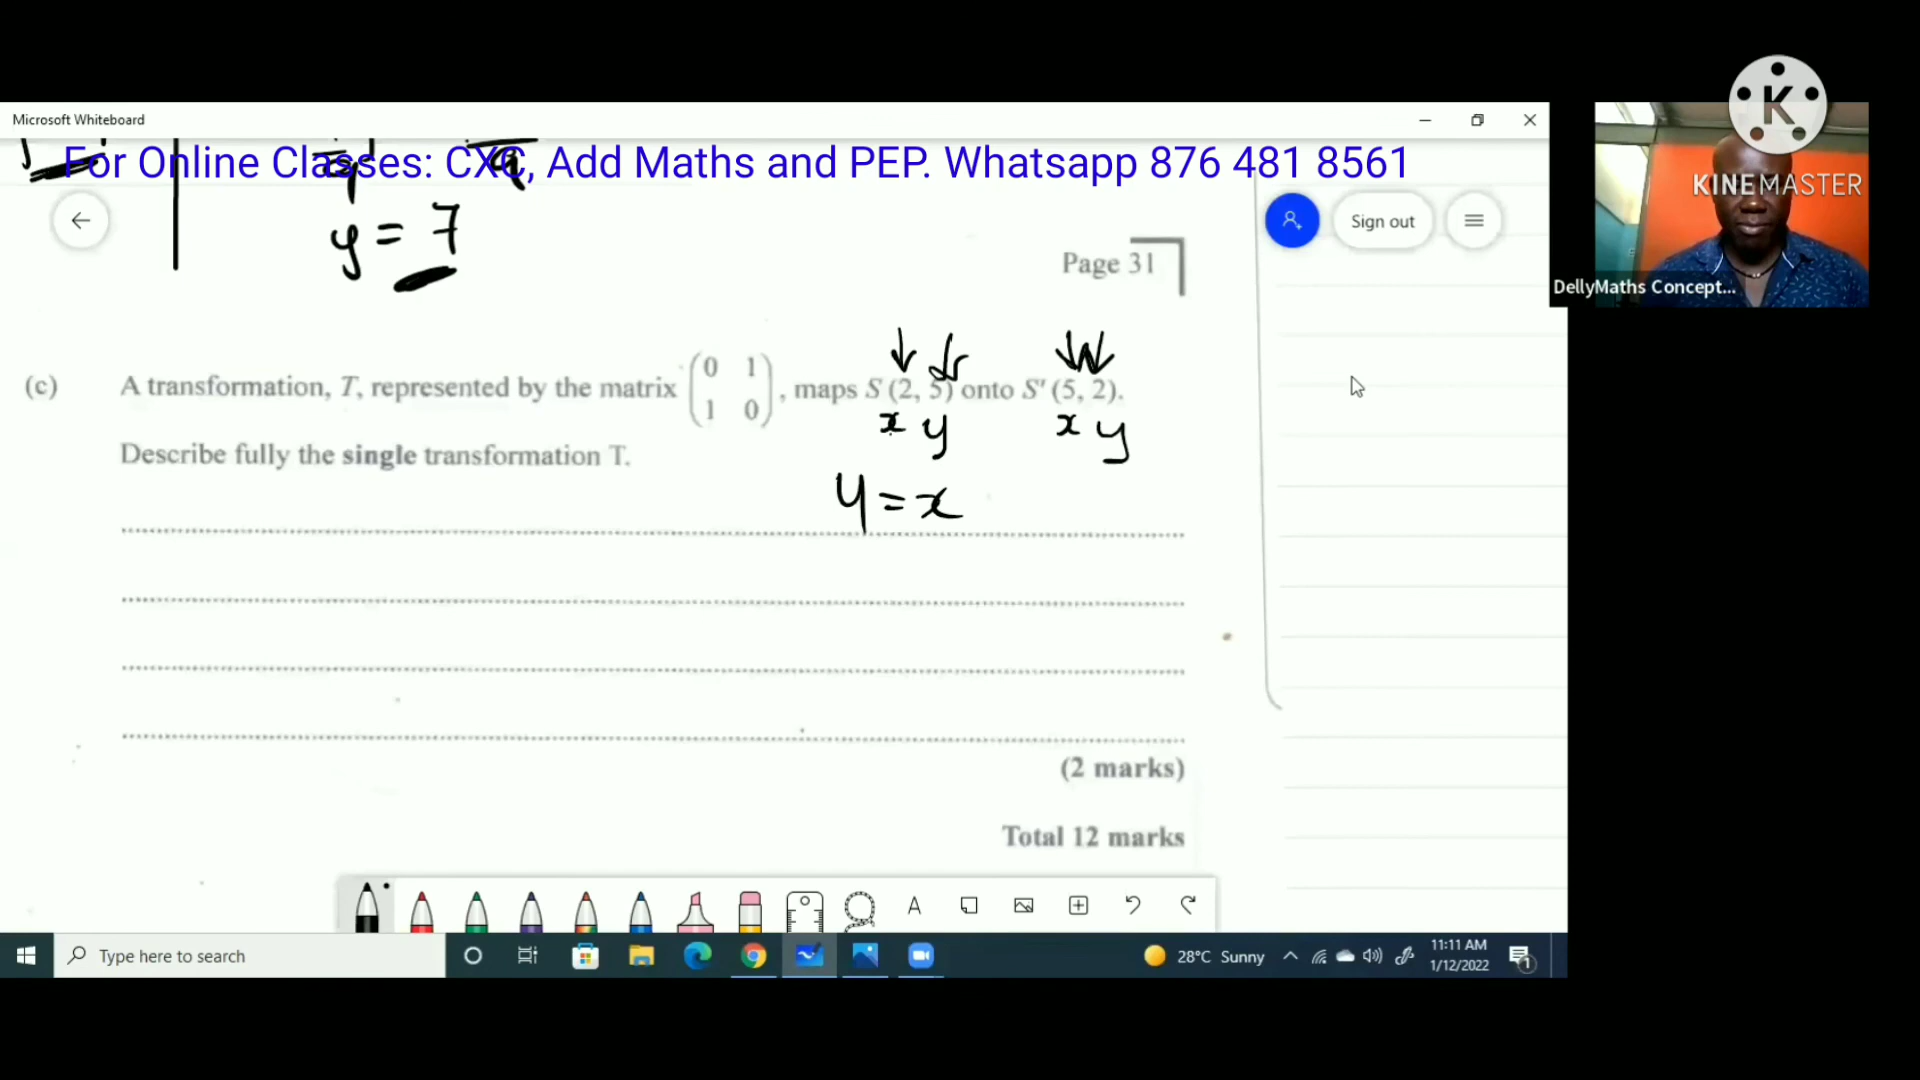 Microsoft Whiteboard
For Online Classes: CXC, Add Maths and PEP. Whatsapp 876 481 8561
K
KINEMASTER
y = 7
Sign out
Page 31
DellyMaths Concept...
(c) A transformation, T, represented by the matrix (0 1
1 0), maps S (2, 5) onto S' (5, 2).
x y x y
Describe fully the single transformation T.
y = x
(2 marks)
Total 12 marks
A
Type here to search
28°C Sunny
11:11 AM
1/12/2022
1